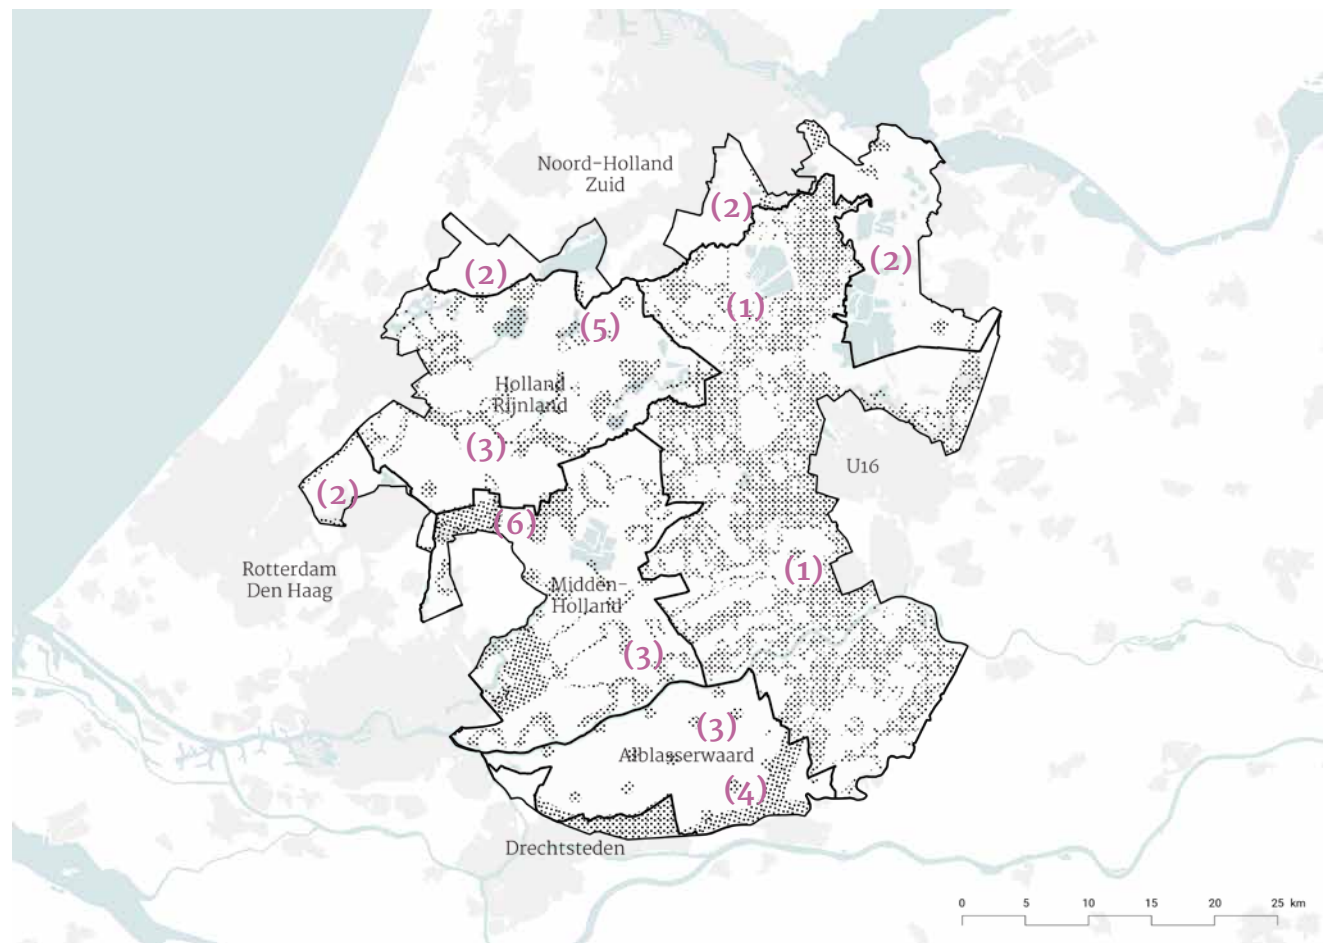 Noord-Holland
Zuid
(2)
(2)
(2)
(1)
(5)
Holland
Rijnland
(3)
U16
(2)
(6)
Rotterdam
Den Haag
(1)
Midden-
Holland
(3)
(3)
Alblasserwaard
(4)
Drechtsteden
0 5 10 15 20 25 km